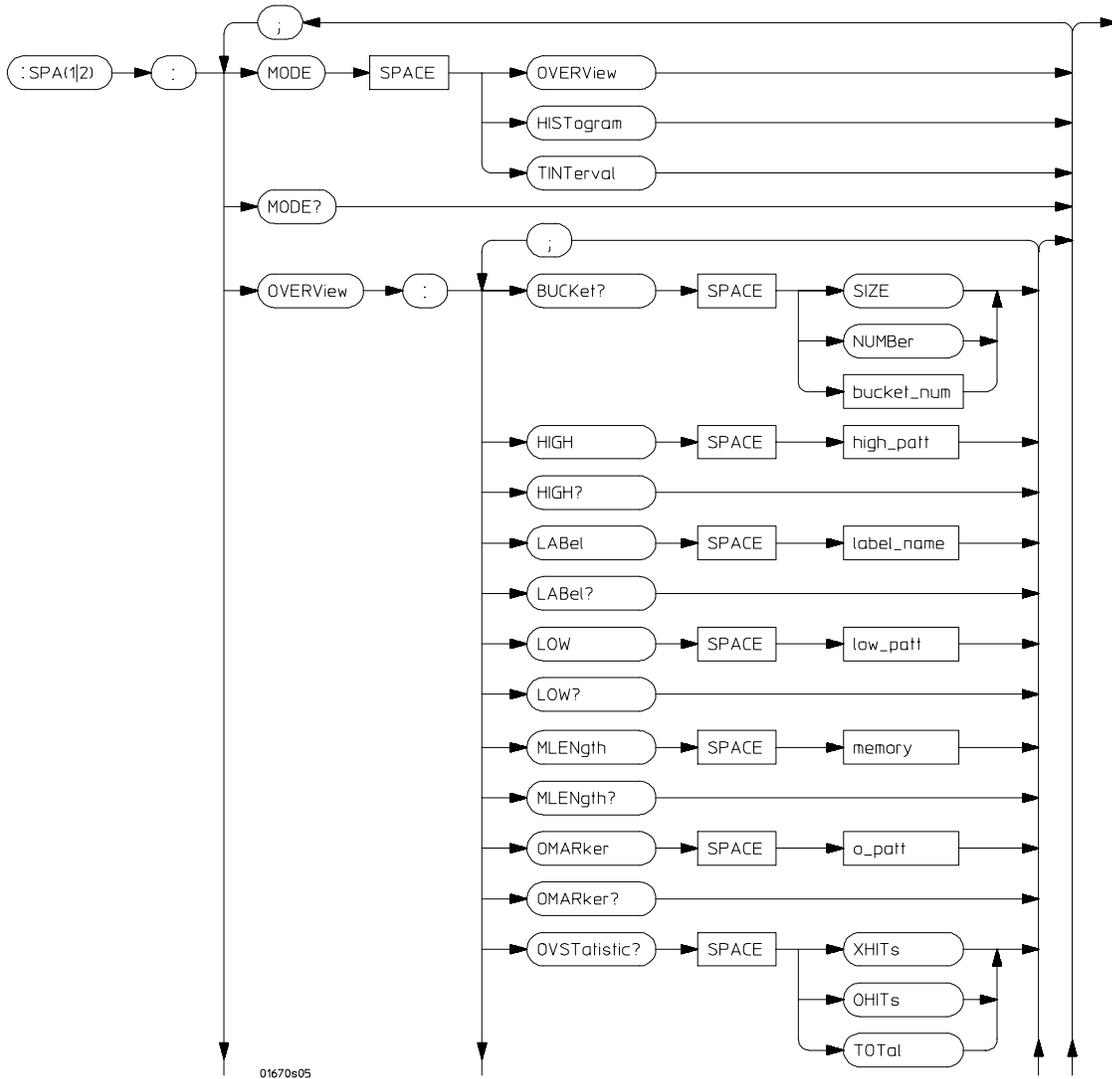 ;
:SPA(1|2) : MODE SPACE OVERView
HISTogram
TINTerval
MODE?
;
OVERView : BUCKet? SPACE SIZE
NUMBer
bucket_num
HIGH SPACE high_patt
HIGH?
LABel SPACE label_name
LABel?
LOW SPACE low_patt
LOW?
MLENgth SPACE memory
MLENgth?
OMARker SPACE o_patt
OMARker?
OVSTatistic? SPACE XHITs
OHITs
TOTal
01670s05